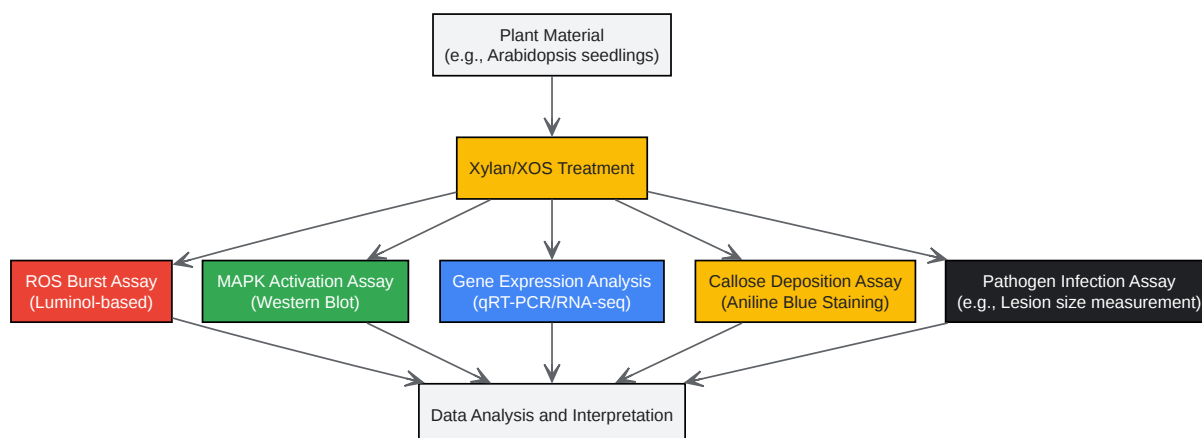 Plant Material
(e.g., Arabidopsis seedlings)
Xylan/XOS Treatment
ROS Burst Assay
(Luminol-based)
MAPK Activation Assay
(Western Blot)
Gene Expression Analysis
(qRT-PCR/RNA-seq)
Callose Deposition Assay
(Aniline Blue Staining)
Pathogen Infection Assay
(e.g., Lesion size measurement)
Data Analysis and Interpretation